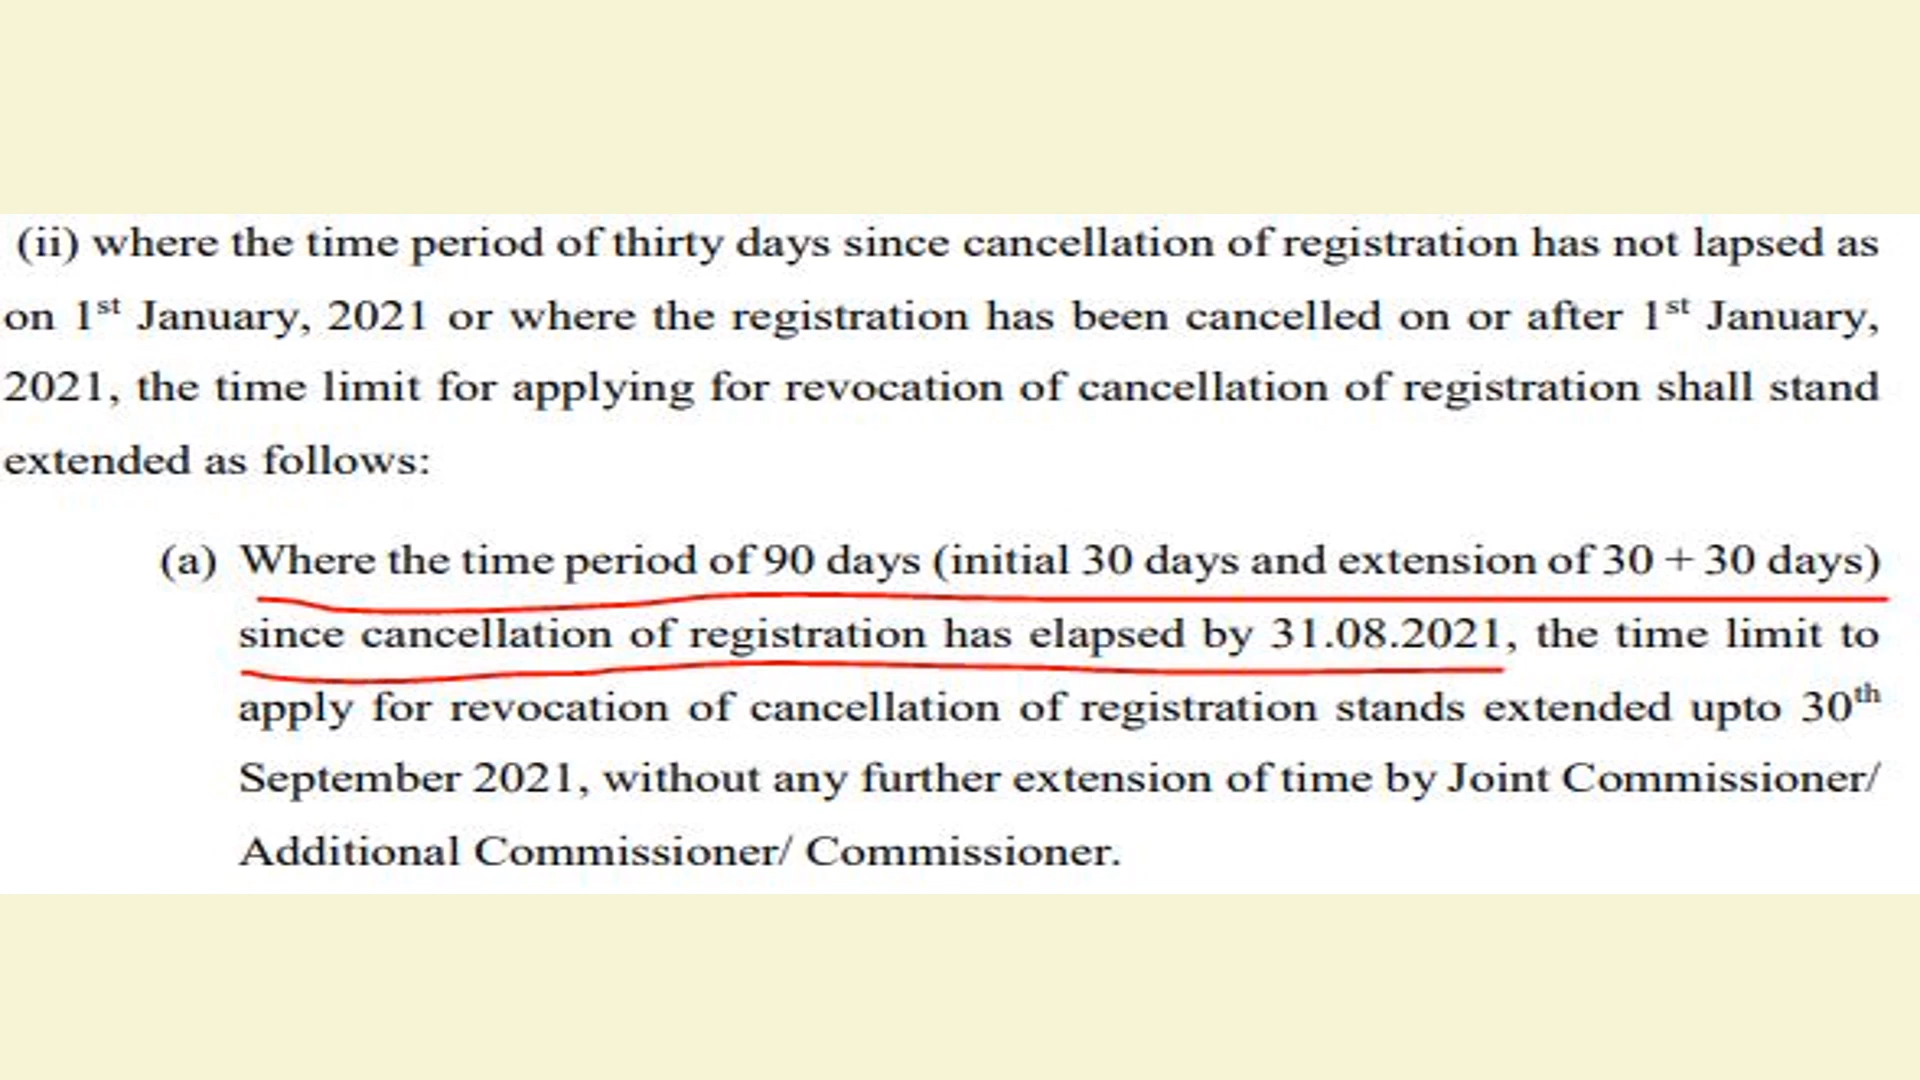 (ii) where the time period of thirty days since cancellation of registration has not lapsed as
on 1st January, 2021 or where the registration has been cancelled on or after 1st January,
2021, the time limit for applying for revocation of cancellation of registration shall stand
extended as follows:
(a) Where the time period of 90 days (initial 30 days and extension of 30 + 30 days)
since cancellation of registration has elapsed by 31.08.2021, the time limit to
apply for revocation of cancellation of registration stands extended upto 30th
September 2021, without any further extension of time by Joint Commissioner/
Additional Commissioner/ Commissioner.